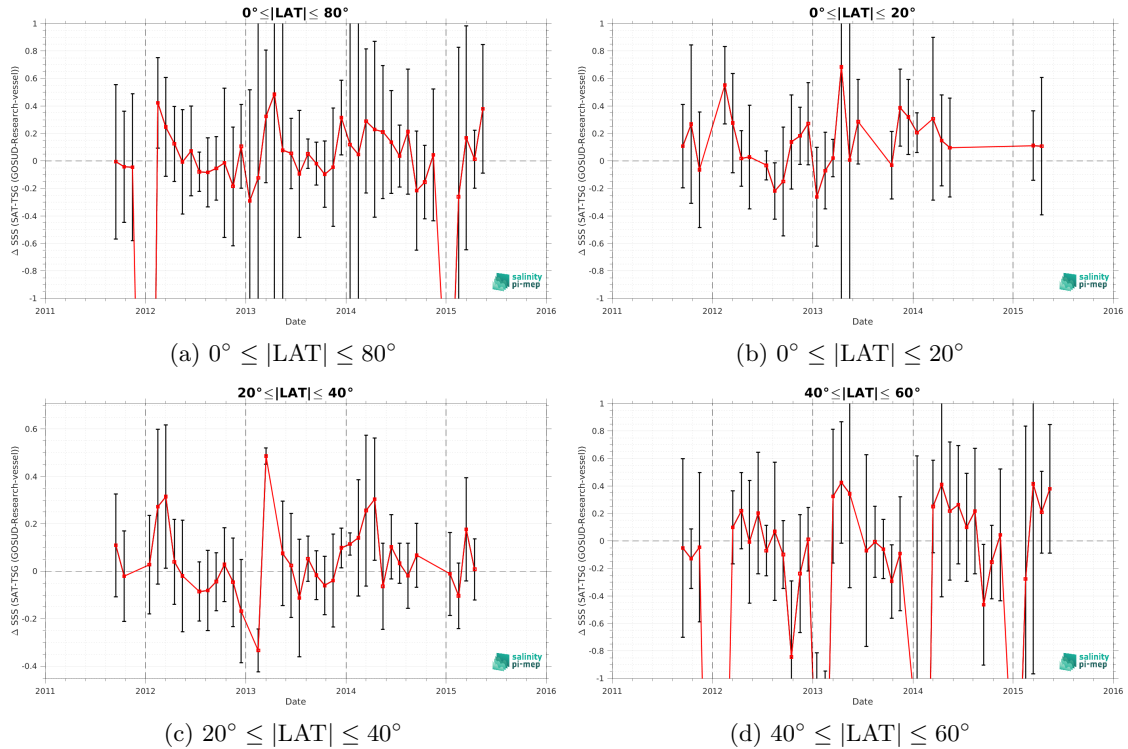 0°≤|LAT|≤ 80°
Δ SSS (SAT-TSG (GOSUD-Research-vessel))
1
0.8
0.6
0.4
0.2
0
-0.2
-0.4
-0.6
-0.8
-1
2011 2012 2013 2014 2015 2016
Date
salinity
pi-mep
(a) 0° ≤ |LAT| ≤ 80°
0°≤|LAT|≤ 20°
Δ SSS (SAT-TSG (GOSUD-Research-vessel))
1
0.8
0.6
0.4
0.2
0
-0.2
-0.4
-0.6
-0.8
-1
2011 2012 2013 2014 2015 2016
Date
salinity
pi-mep
(b) 0° ≤ |LAT| ≤ 20°
20°≤|LAT|≤ 40°
Δ SSS (SAT-TSG (GOSUD-Research-vessel))
0.6
0.4
0.2
0
-0.2
-0.4
2011 2012 2013 2014 2015 2016
Date
salinity
pi-mep
(c) 20° ≤ |LAT| ≤ 40°
40°≤|LAT|≤ 60°
Δ SSS (SAT-TSG (GOSUD-Research-vessel))
1
0.8
0.6
0.4
0.2
0
-0.2
-0.4
-0.6
-0.8
-1
2011 2012 2013 2014 2015 2016
Date
salinity
pi-mep
(d) 40° ≤ |LAT| ≤ 60°